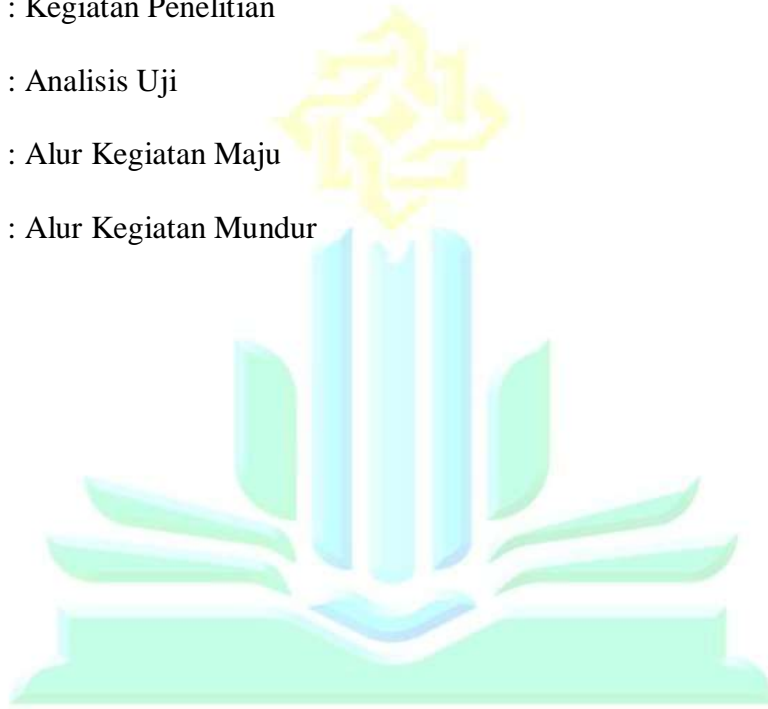 : Kegiatan Penelitian
: Analisis Uji
: Alur Kegiatan Maju
: Alur Kegiatan Mundur